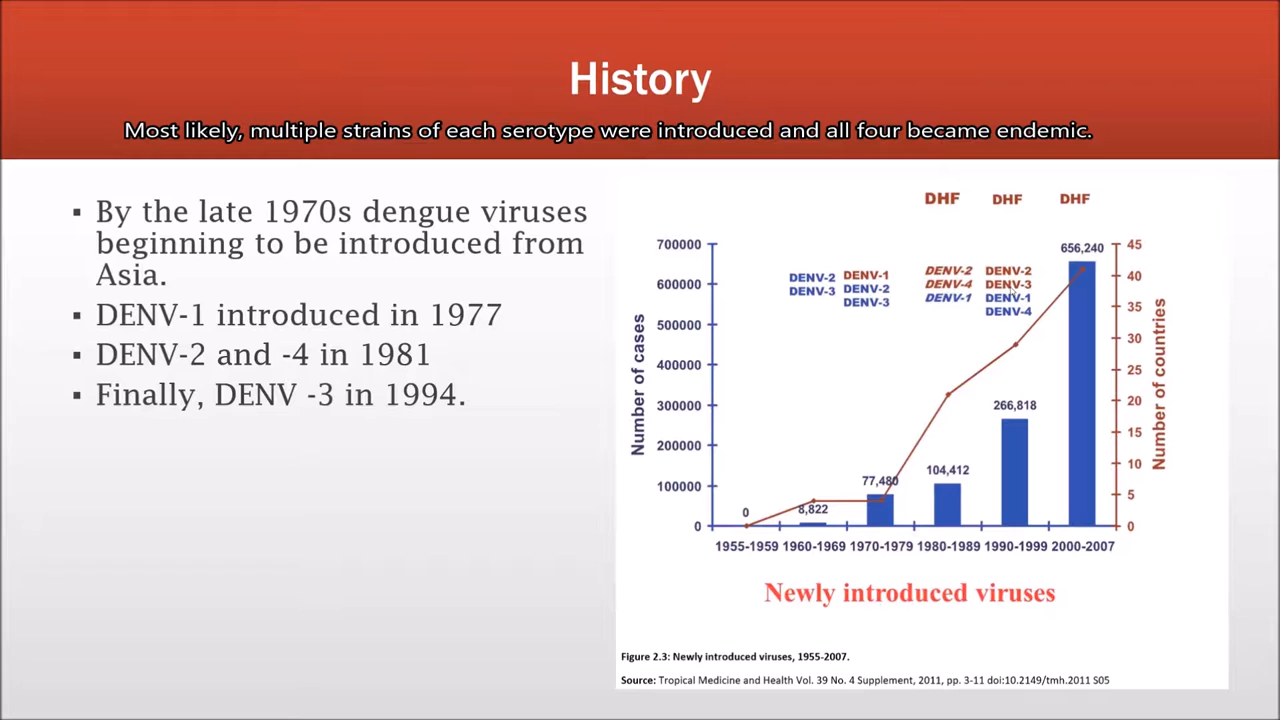 History
Most likely, multiple strains of each serotype were introduced and all four became endemic.
▪ By the late 1970s dengue viruses
beginning to be introduced from
Asia.
▪ DENV-1 introduced in 1977
▪ DENV-2 and -4 in 1981
▪ Finally, DENV -3 in 1994.
DHF DHF DHF
Number of cases
700000
600000
500000
400000
300000
200000
100000
0
DENV-2
DENV-3
DENV-1
DENV-2
DENV-3
DENV-2
DENV-4
DENV-1
DENV-2
DENV-3
DENV-1
DENV-4
0
8,822
77,480
104,412
266,818
656,240
45
40
35
30
25
20
15
10
5
0
Number of countries
1955-1959 1960-1969 1970-1979 1980-1989 1990-1999 2000-2007
Newly introduced viruses
Figure 2.3: Newly introduced viruses, 1955-2007.
Source: Tropical Medicine and Health Vol. 39 No. 4 Supplement, 2011, pp. 3-11 doi:10.2149/tmh.2011 S05